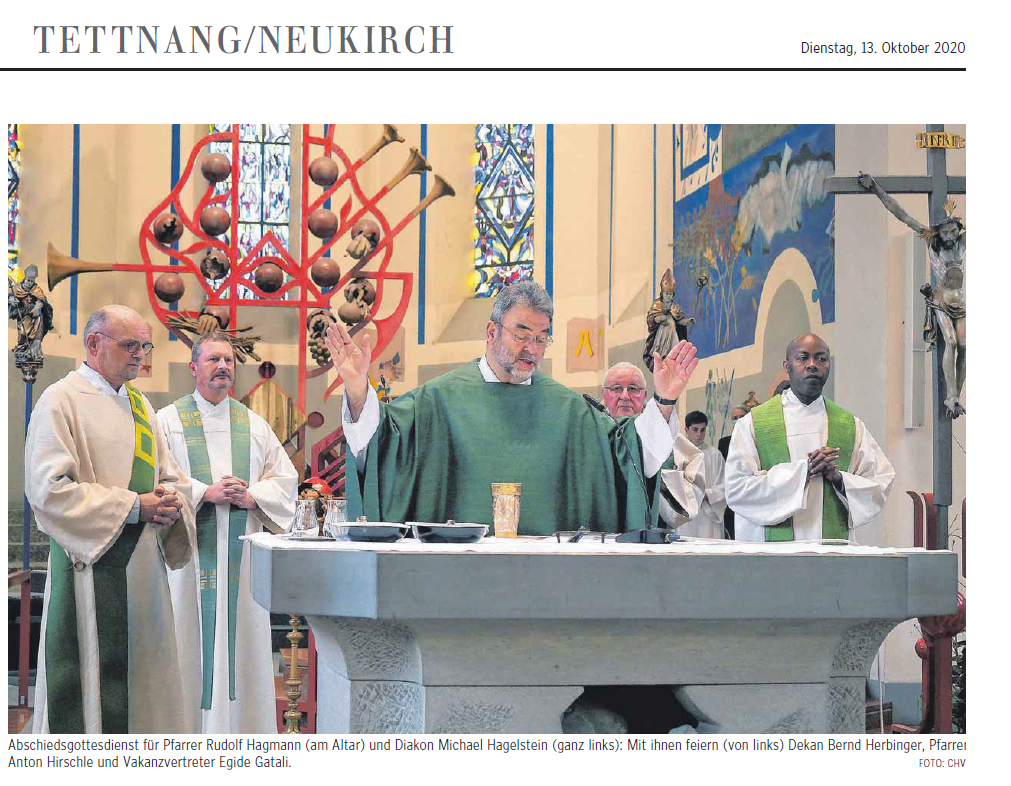 TETTNANG/NEUKIRCH
Dienstag, 13. Oktober 2020
INRI
Abschiedsgottesdienst für Pfarrer Rudolf Hagmann (am Altar) und Diakon Michael Hagelstein (ganz links): Mit ihnen feiern (von links) Dekan Bernd Herbinger, Pfarrer
Anton Hirschle und Vakanzvertreter Egide Gatali.
FOTO: CHV